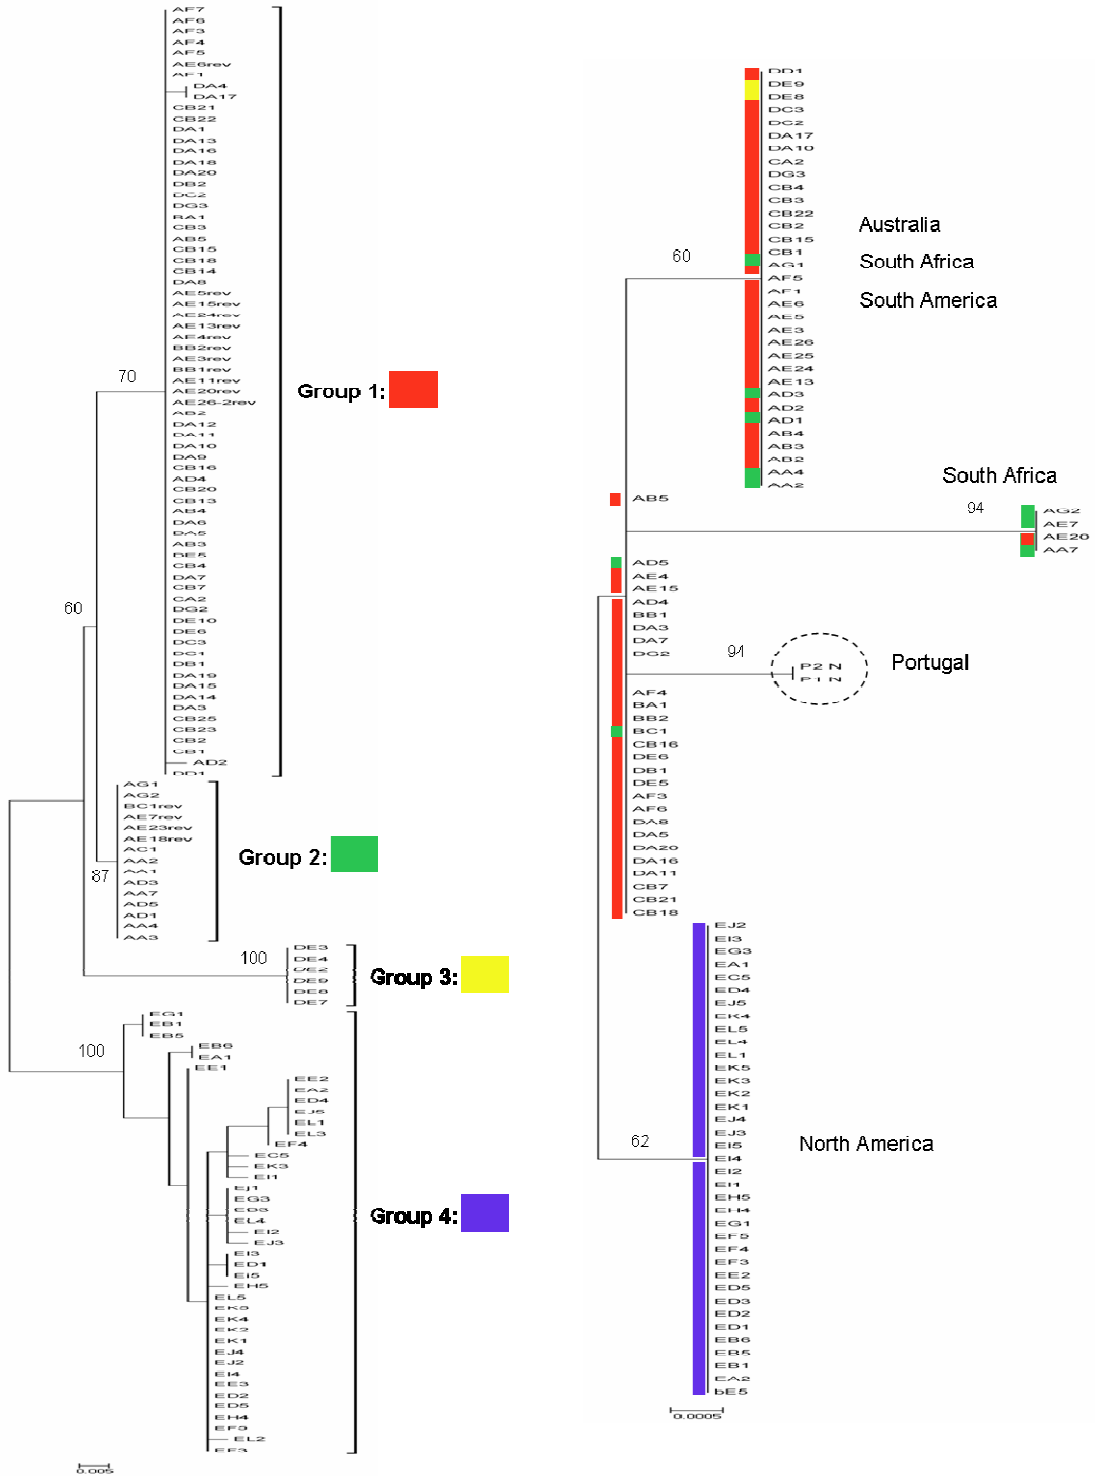 AF7
AF6
AF3
AF4
AF5
AE6rev
AF1
DA4
DA17
CB21
CB22
DA1
DA13
DA16
DA18
DA20
DB2
DC2
DG3
BA1
CB3
AB5
CB15
CB18
CB14
DA8
AE5rev
AE15rev
AE24rev
AE13rev
AE4rev
BB2rev
AE3rev
BB1rev
AE11rev
AE20rev
AE26-2rev
AB2
DA12
DA11
DA10
DA9
CB16
AD4
CB20
CB13
AB4
DA6
DA5
AB3
DE5
CB4
DA7
CB7
CA2
DG2
DE10
DE6
DC3
DC1
DB1
DA19
DA15
DA14
DA3
CB25
CB23
CB2
CB1
AD2
DD1
70
60
Group 1:
AG1
AG2
BC1rev
AE7rev
AE23rev
AE18rev
AC1
AA2
AA1
AD3
AA7
AD5
AD1
AA4
AA3
87
Group 2:
DE3
DE4
DE2
DE9
DE8
DE7
100
Group 3:
EG1
EB1
EB5
EB6
EA1
EE1
100
EE2
EA2
ED4
EJ5
EL1
EL3
EF4
EC5
EK3
EI1
Ej1
EG3
ED3
EL4
EI2
EJ3
EI3
ED1
EI5
EH5
EL5
EK5
EK4
EK2
EK1
EJ4
EJ2
EI4
EE3
ED2
ED5
EH4
EL2
EF3
Group 4:
0.005
DD1
DE9
DE8
DC3
DC2
DA17
DA10
CA2
DG3
CB4
CB3
CB22
CB2
CB15
CB1
AG1
AF5
AF1
AE6
AE5
AE3
AE26
AE25
AE24
AE13
AD3
AD2
AD1
AB4
AB3
AB2
AA4
AA2
60
Australia
South Africa
South America
AB5
South Africa
94
AG2
AE7
AE20
AA7
AD5
AE4
AE15
AD4
BB1
DA3
DA7
DG2
94
P2 N
P1 N
Portugal
AF4
BA1
BB2
BC1
CB16
DE6
DB1
DE5
AF3
AF6
DA8
DA5
DA20
DA16
DA11
CB7
CB21
CB18
EJ2
EI3
EG3
EA1
EC5
ED4
EJ5
EK4
EL5
EL4
EL1
EK5
EK3
EK2
EK1
EJ4
EJ3
EI5
EI4
EI2
EI1
EH5
EH4
EG1
EF5
EF4
EF3
EE2
ED5
ED3
ED2
ED1
EB6
EB5
EB1
EA2
bE5
62
North America
0.0005